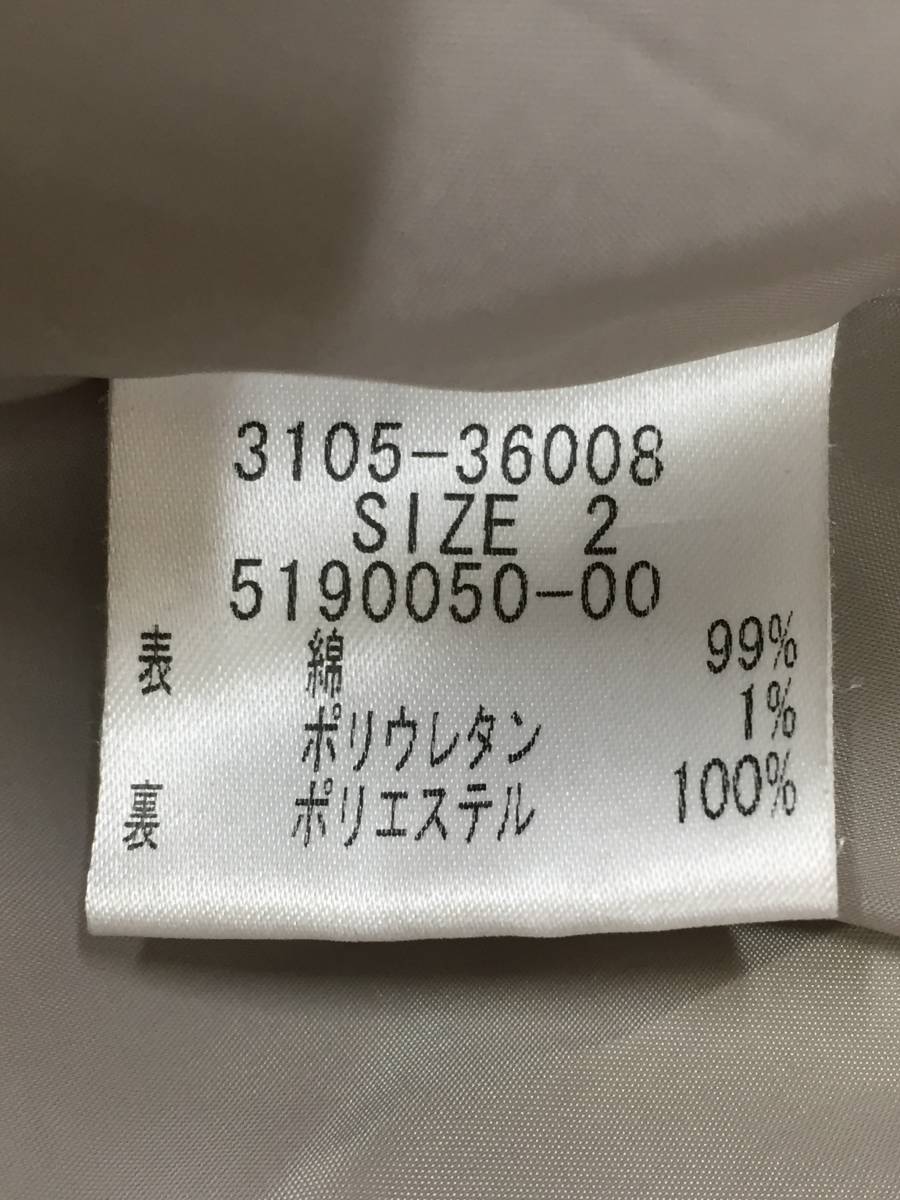 3105-36008
SIZE 2
5190050-00
表 綿 99%
ポリウレタン 1%
裏 ポリエステル 100%